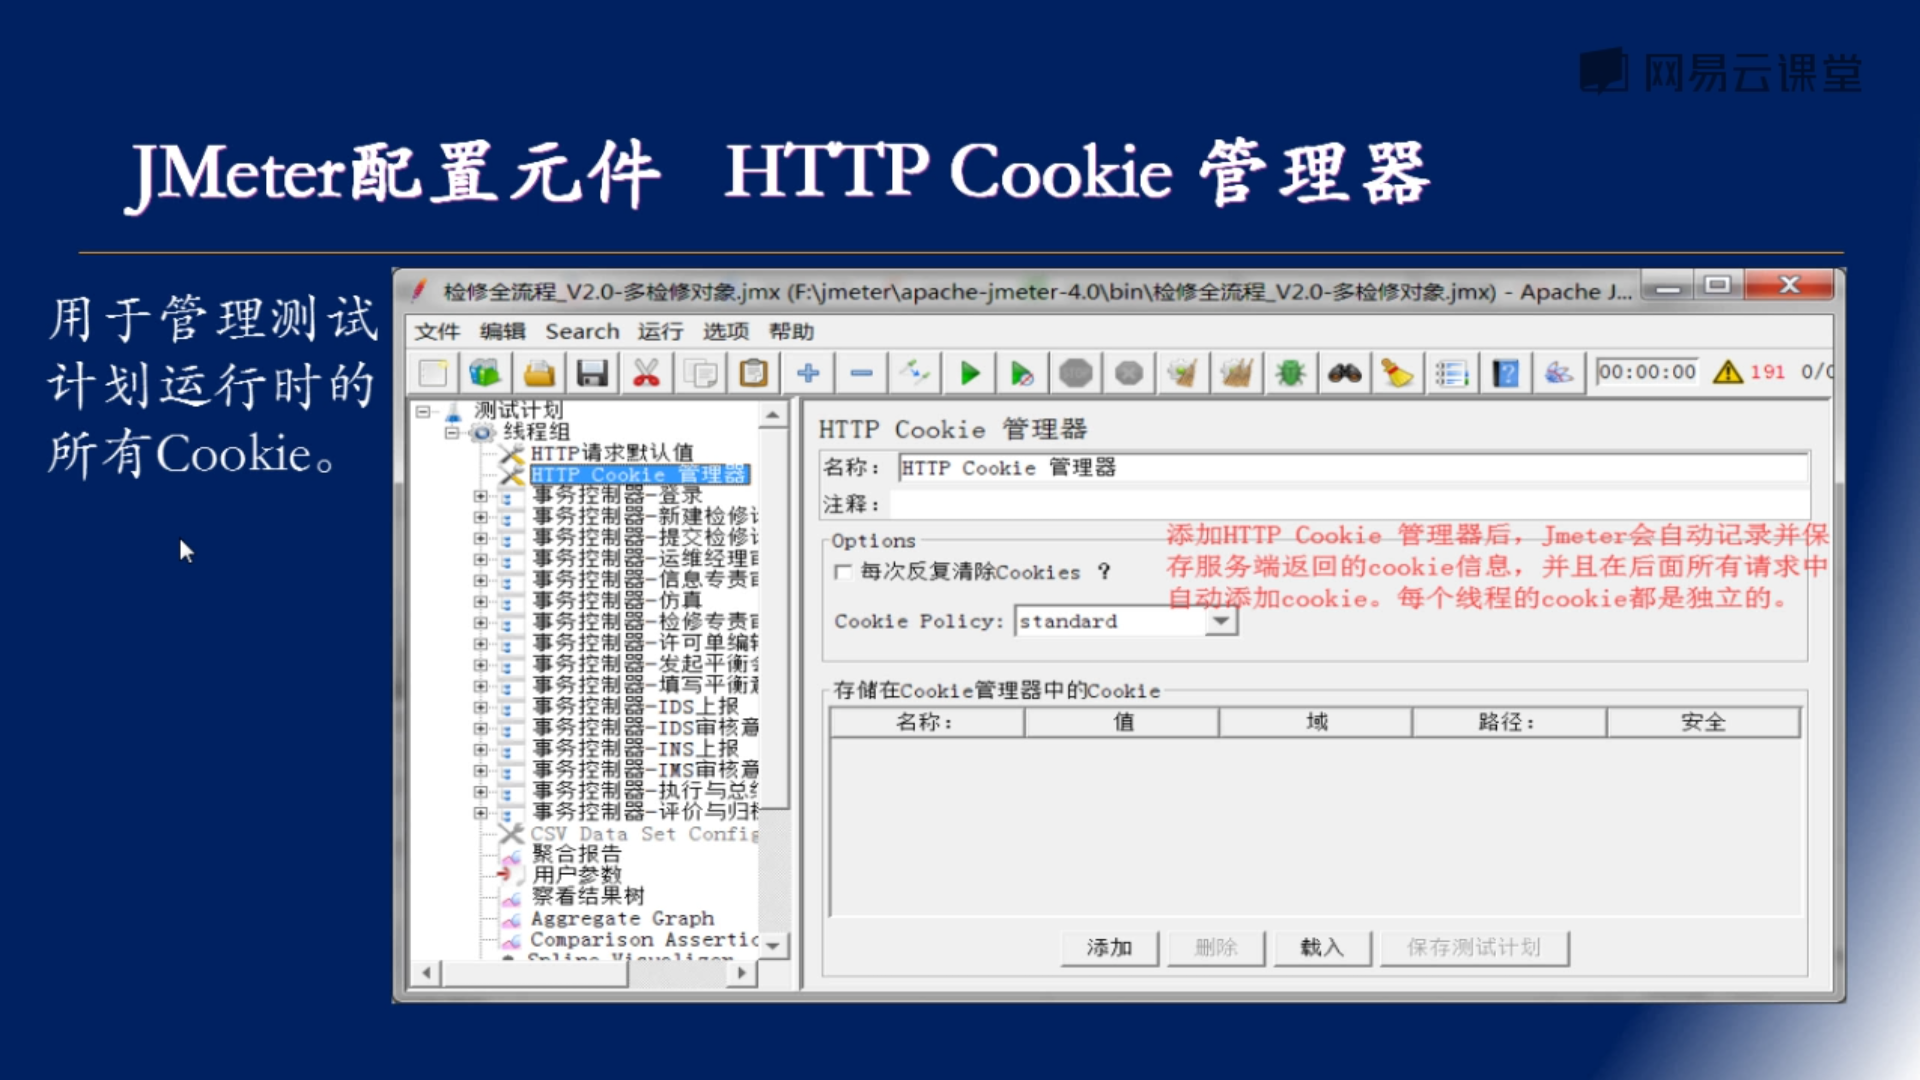 网易云课堂
JMeter配置元件 HTTP Cookie 管理器
用于管理测试
计划运行时的
所有Cookie。
检修全流程_V2.0-多检修对象.jmx (F:\jmeter\apache-jmeter-4.0\bin\检修全流程_V2.0-多检修对象.jmx) - Apache J...
文件 编辑 Search 运行 选项 帮助
00:00:00 191 0/0
测试计划
线程组
HTTP请求默认值
HTTP Cookie 管理器
事务控制器-登录
事务控制器-新建检修
事务控制器-提交检修
事务控制器-运维经理
事务控制器-信息专责
事务控制器-仿真
事务控制器-检修专责
事务控制器-许可单编
事务控制器-发起平衡
事务控制器-填写平衡
事务控制器-IDS上报
事务控制器-IDS审核意
事务控制器-INS上报
事务控制器-IMS审核意
事务控制器-执行与总
事务控制器-评价与归
CSV Data Set Config
聚合报告
用户参数
察看结果树
Aggregate Graph
Comparison Assertio
Spline Visualizer
HTTP Cookie 管理器
名称： HTTP Cookie 管理器
注释：
Options
每次反复清除Cookies ？
Cookie Policy: standard
添加HTTP Cookie 管理器后，Jmeter会自动记录并保
存服务端返回的cookie信息，并且在后面所有请求中
自动添加cookie。每个线程的cookie都是独立的。
存储在Cookie管理器中的Cookie
名称： 值 域 路径： 安全
添加 删除 载入 保存测试计划